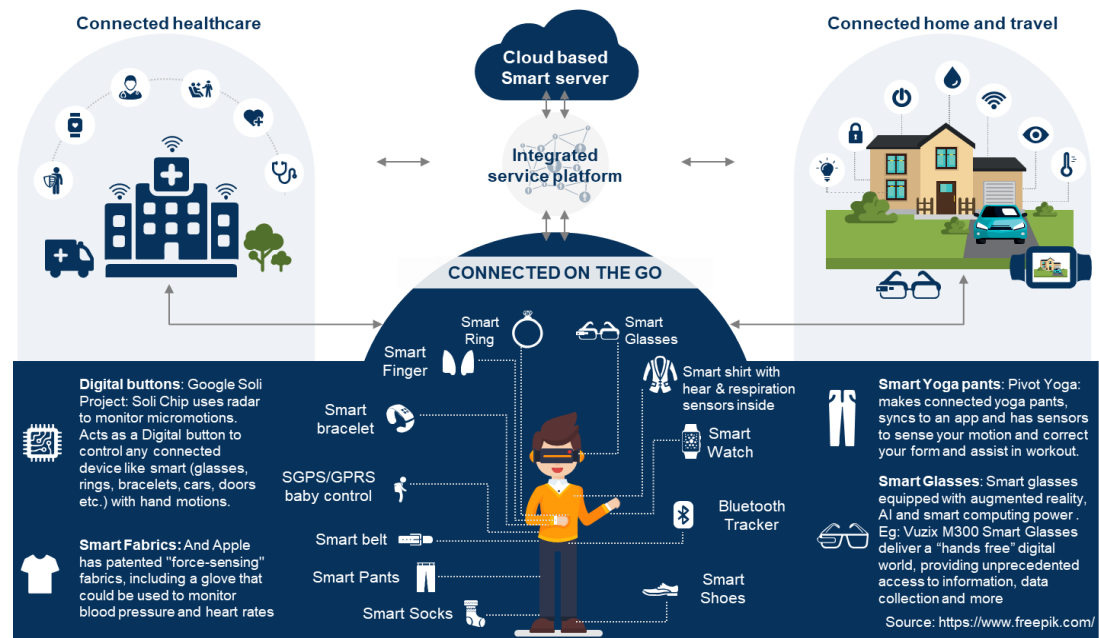 Connected healthcare
Cloud based
Smart server
Connected home and travel
Integrated
service platform
CONNECTED ON THE GO
Smart
Ring
Smart
Glasses
Smart
Finger
Smart shirt with
hear & respiration
sensors inside
Smart
bracelet
Smart
Watch
SGPS/GPRS
baby control
Bluetooth
Tracker
Smart belt
Smart Pants
Smart
Shoes
Smart Socks
Digital buttons: Google Soli
Project: Soli Chip uses radar
to monitor micromotions.
Acts as a Digital button to
control any connected
device like smart (glasses,
rings, bracelets, cars, doors
etc.) with hand motions.
Smart Fabrics: And Apple
has patented "force-sensing"
fabrics, including a glove that
could be used to monitor
blood pressure and heart rates
Smart Yoga pants: Pivot Yoga:
makes connected yoga pants,
syncs to an app and has sensors
to sense your motion and correct
your form and assist in workout.
Smart Glasses: Smart glasses
equipped with augmented reality,
AI and smart computing power .
Eg: Vuzix M300 Smart Glasses
deliver a “hands free” digital
world, providing unprecedented
access to information, data
collection and more
Source: https://www.freepik.com/